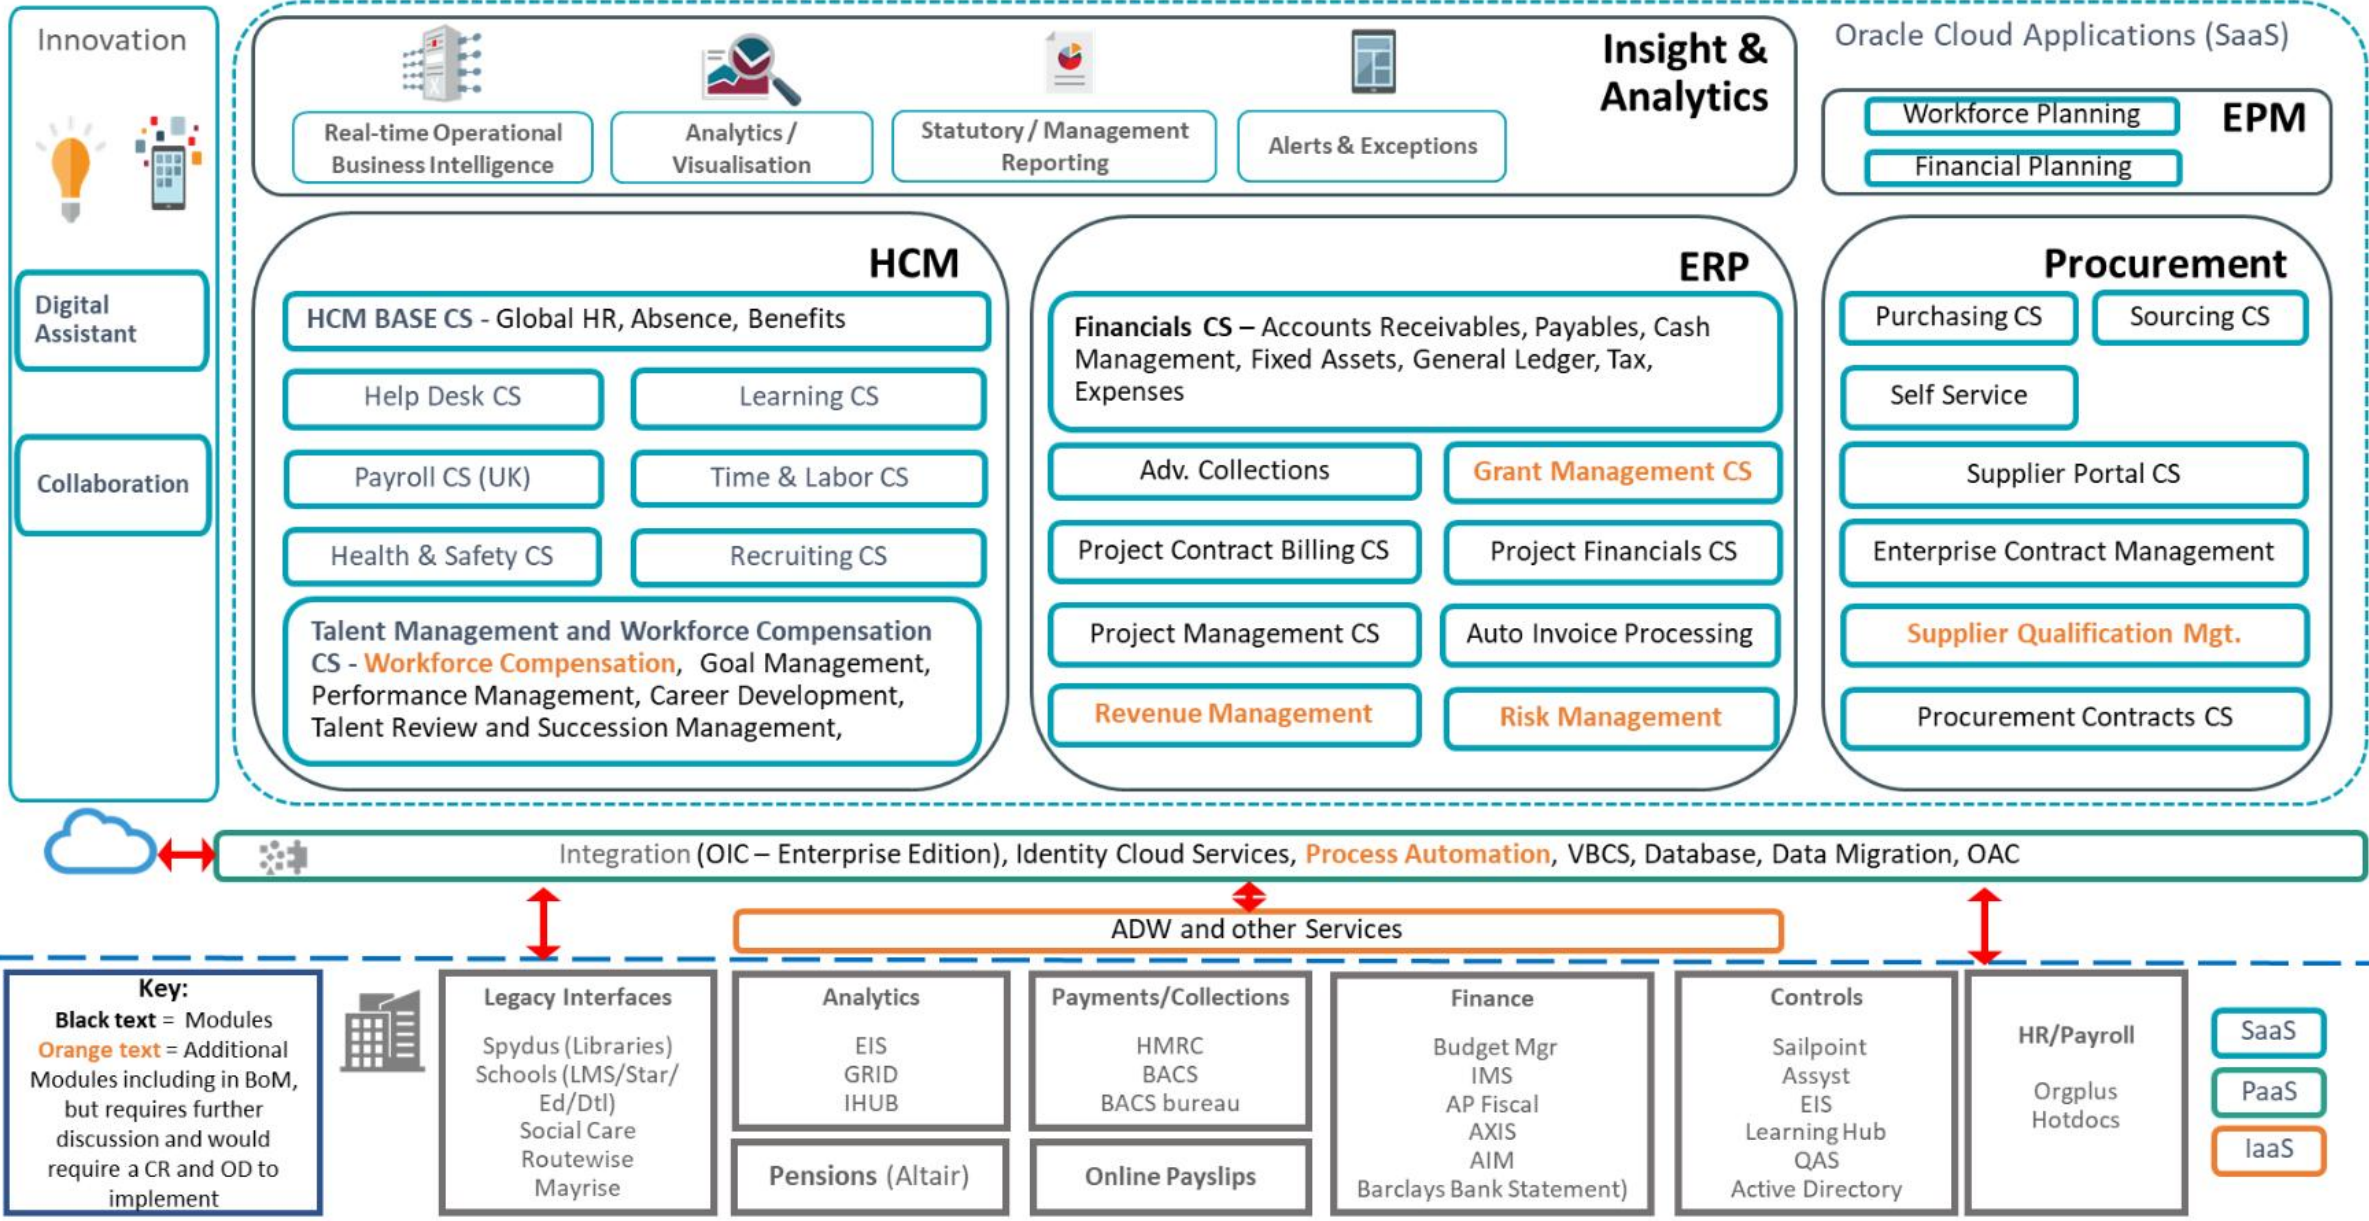 Innovation
Digital
Assistant
Collaboration
Real-time Operational
Business Intelligence
Analytics /
Visualisation
Statutory / Management
Reporting
Alerts & Exceptions
Insight &
Analytics
Oracle Cloud Applications (SaaS)
Workforce Planning
Financial Planning
EPM
HCM
HCM BASE CS - Global HR, Absence, Benefits
Help Desk CS
Learning CS
Payroll CS (UK)
Time & Labor CS
Health & Safety CS
Recruiting CS
Talent Management and Workforce Compensation
CS - Workforce Compensation, Goal Management,
Performance Management, Career Development,
Talent Review and Succession Management,
ERP
Financials CS – Accounts Receivables, Payables, Cash
Management, Fixed Assets, General Ledger, Tax,
Expenses
Adv. Collections
Grant Management CS
Project Contract Billing CS
Project Financials CS
Project Management CS
Auto Invoice Processing
Revenue Management
Risk Management
Procurement
Purchasing CS
Sourcing CS
Self Service
Supplier Portal CS
Enterprise Contract Management
Supplier Qualification Mgt.
Procurement Contracts CS
Integration (OIC – Enterprise Edition), Identity Cloud Services, Process Automation, VBCS, Database, Data Migration, OAC
ADW and other Services
Key:
Black text = Modules
Orange text = Additional
Modules including in BoM,
but requires further
discussion and would
require a CR and OD to
implement
Legacy Interfaces
Spydus (Libraries)
Schools (LMS/Star/
Ed/Dtl)
Social Care
Routewise
Mayrise
Analytics
EIS
GRID
IHUB
Pensions (Altair)
Payments/Collections
HMRC
BACS
BACS bureau
Online Payslips
Finance
Budget Mgr
IMS
AP Fiscal
AXIS
AIM
Barclays Bank Statement)
Controls
Sailpoint
Assyst
EIS
Learning Hub
QAS
Active Directory
HR/Payroll
Orgplus
Hotdocs
SaaS
PaaS
IaaS